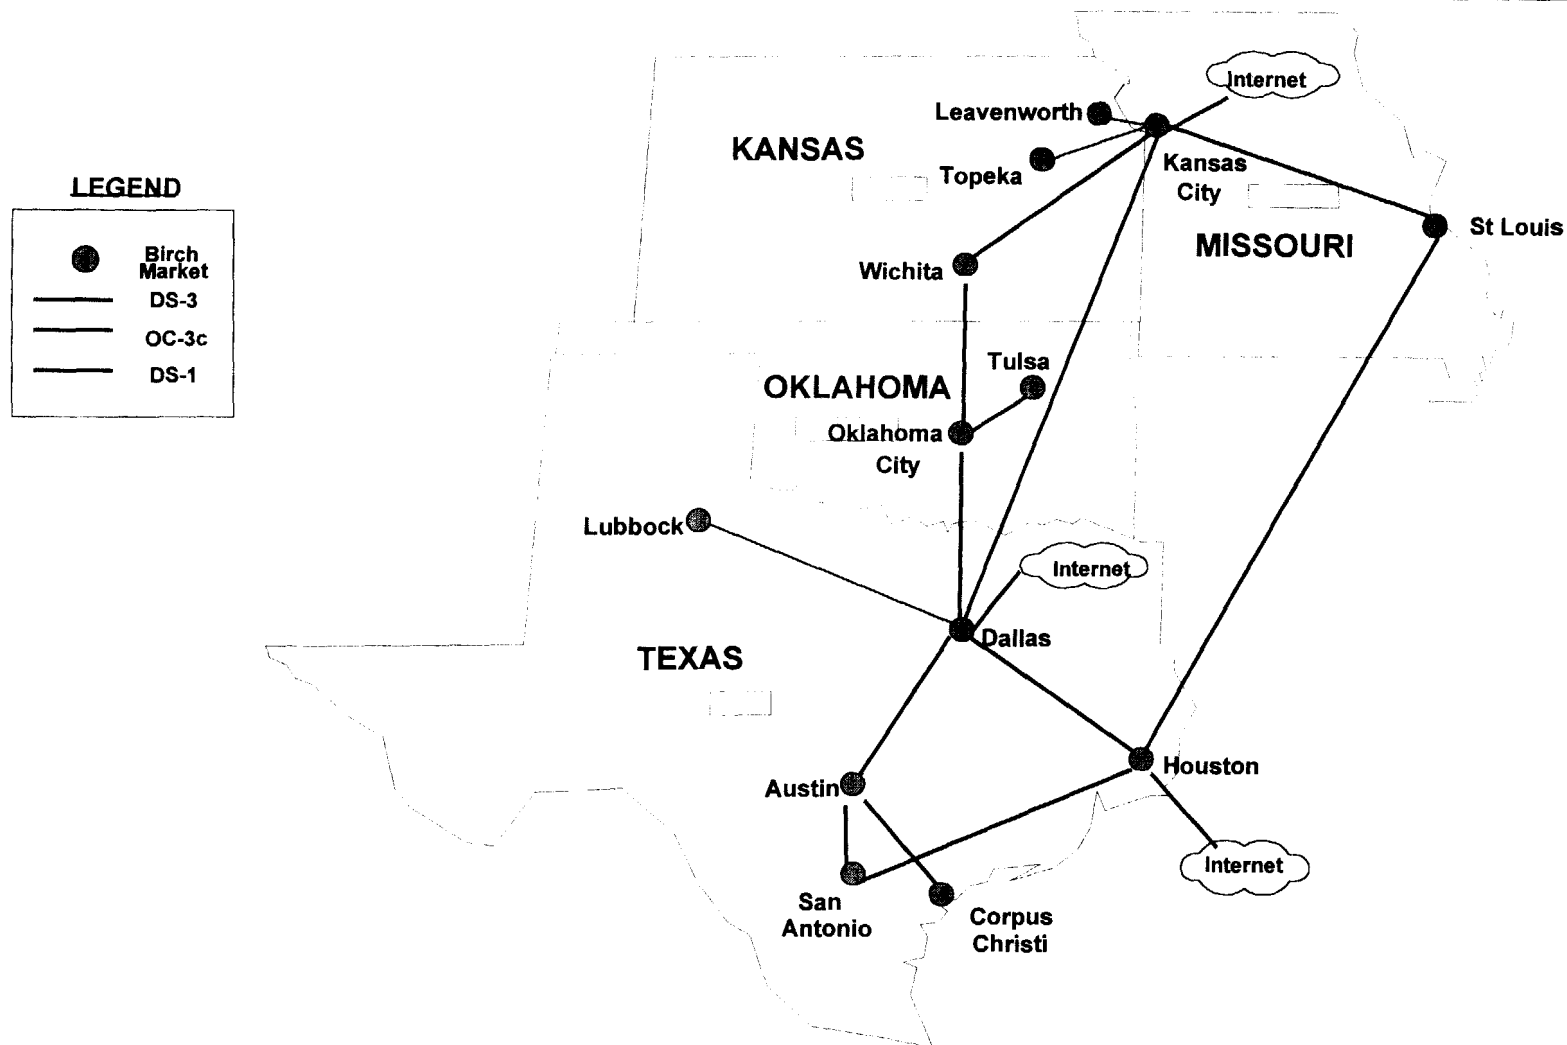 Internet
Leavenworth
KANSAS
Topeka
Kansas
City
LEGEND
Birch
Market
DS-3
OC-3c
DS-1
MISSOURI
St Louis
Wichita
Tulsa
OKLAHOMA
Oklahoma
City
Lubbock
Internet
Dallas
TEXAS
Houston
Austin
Internet
San
Antonio
Corpus
Christi